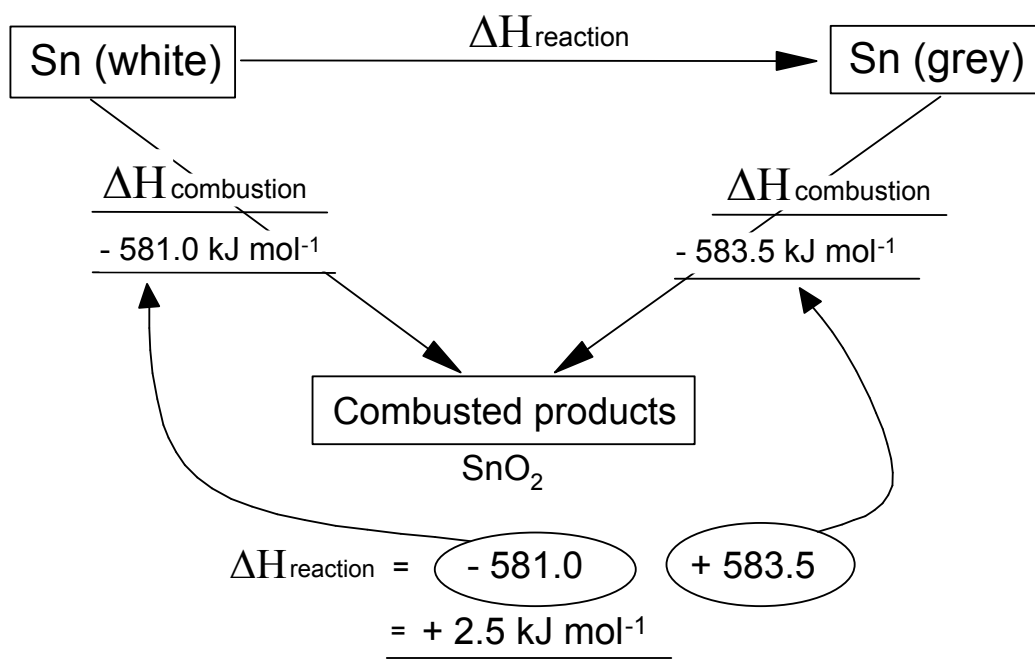 ΔHreaction
Sn (white)
Sn (grey)
ΔHcombustion
- 581.0 kJ mol-1
ΔHcombustion
- 583.5 kJ mol-1
Combusted products
SnO2
ΔHreaction = - 581.0 + 583.5
= + 2.5 kJ mol-1